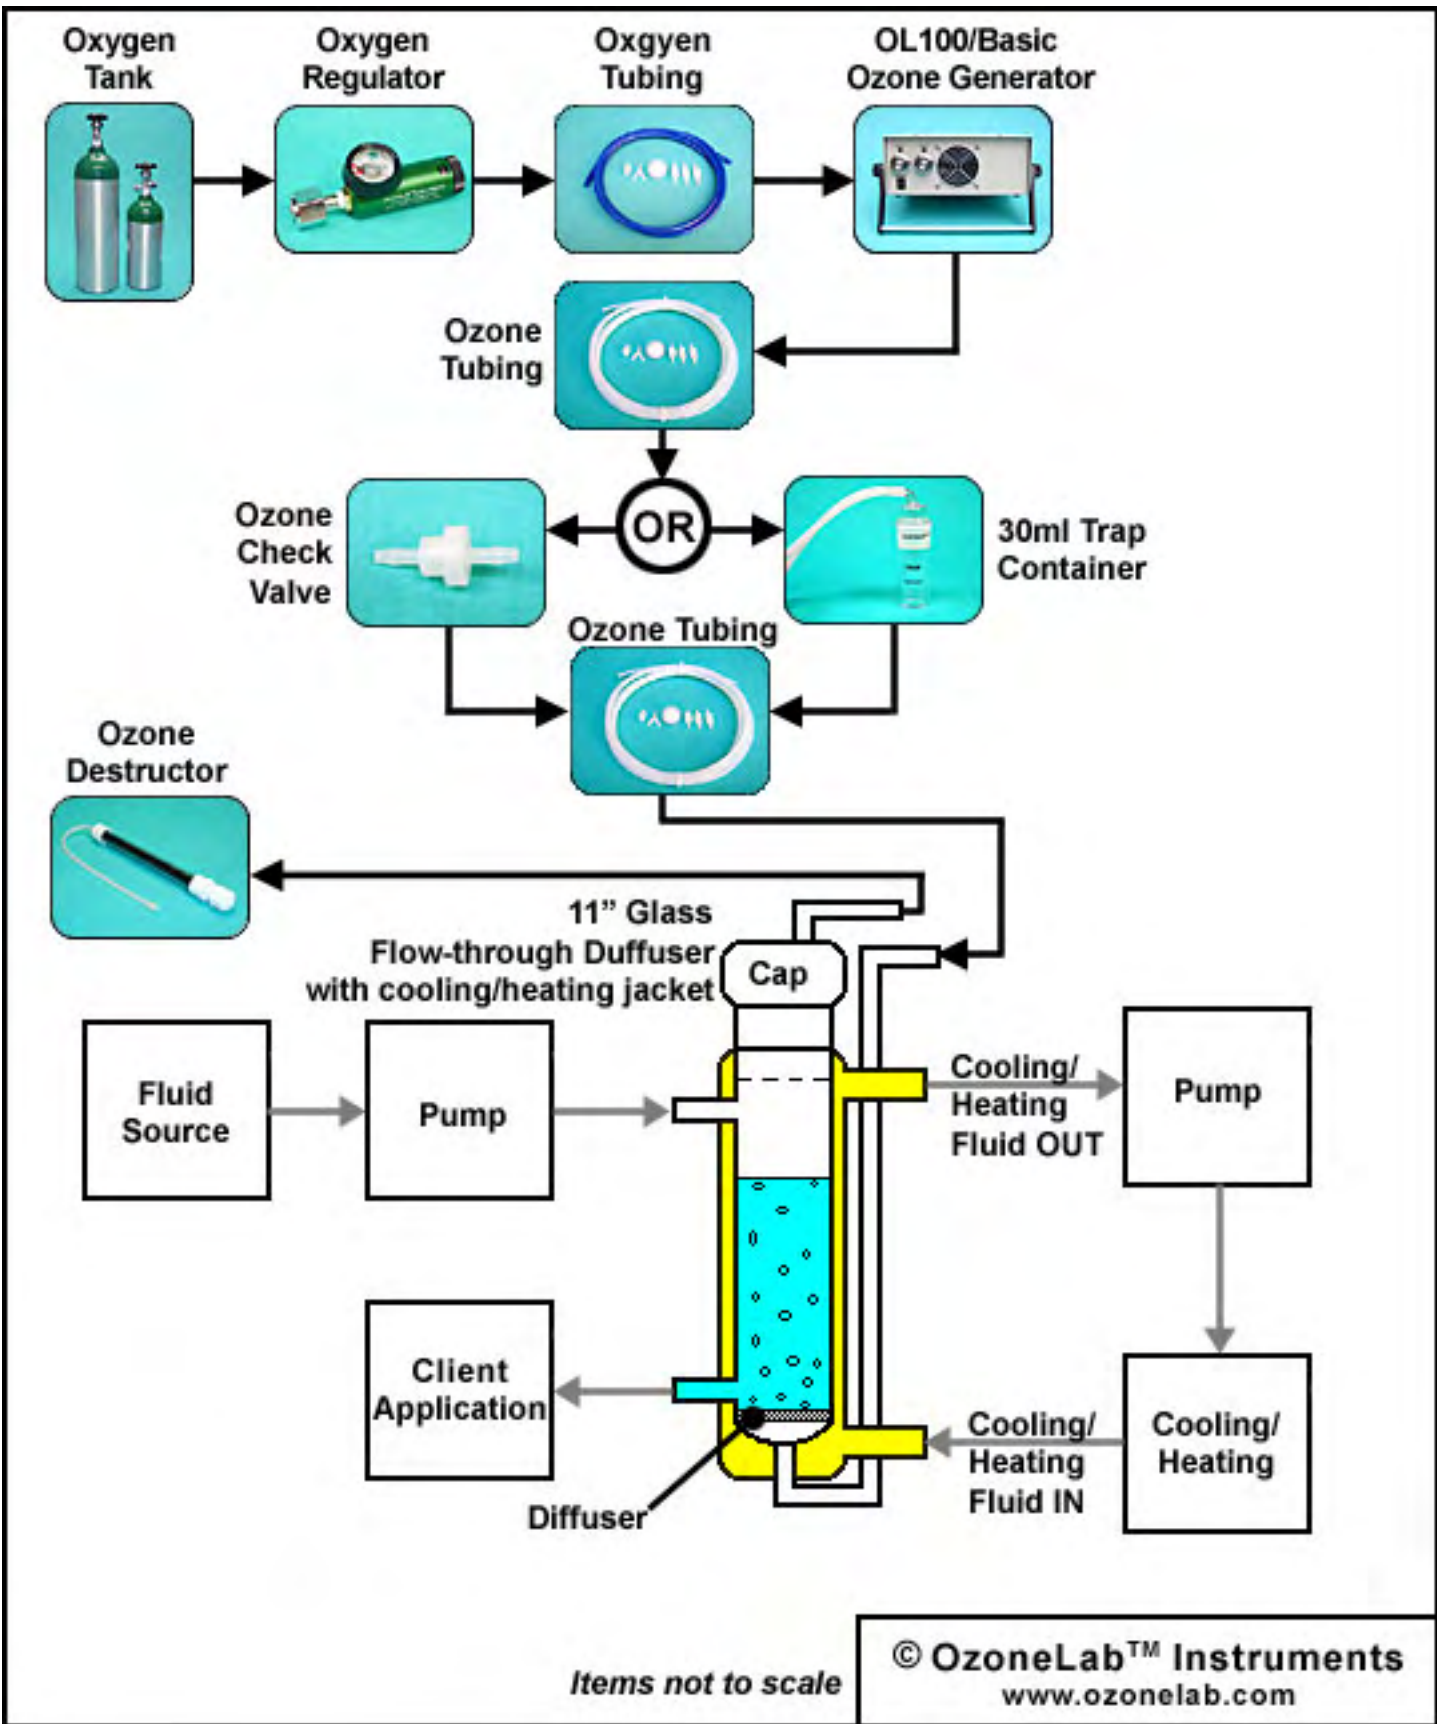 Oxygen
Tank
Oxygen
Regulator
Oxgyen
Tubing
OL100/Basic
Ozone Generator
Ozone
Tubing
OR
Ozone
Check
Valve
30ml Trap
Container
Ozone Tubing
Ozone
Destructor
11” Glass
Flow-through Duffuser
with cooling/heating jacket
Cap
Fluid
Source
Pump
Cooling/
Heating
Fluid OUT
Pump
Client
Application
Cooling/
Heating
Fluid IN
Cooling/
Heating
Diffuser
Items not to scale
© OzoneLab™ Instruments
www.ozonelab.com